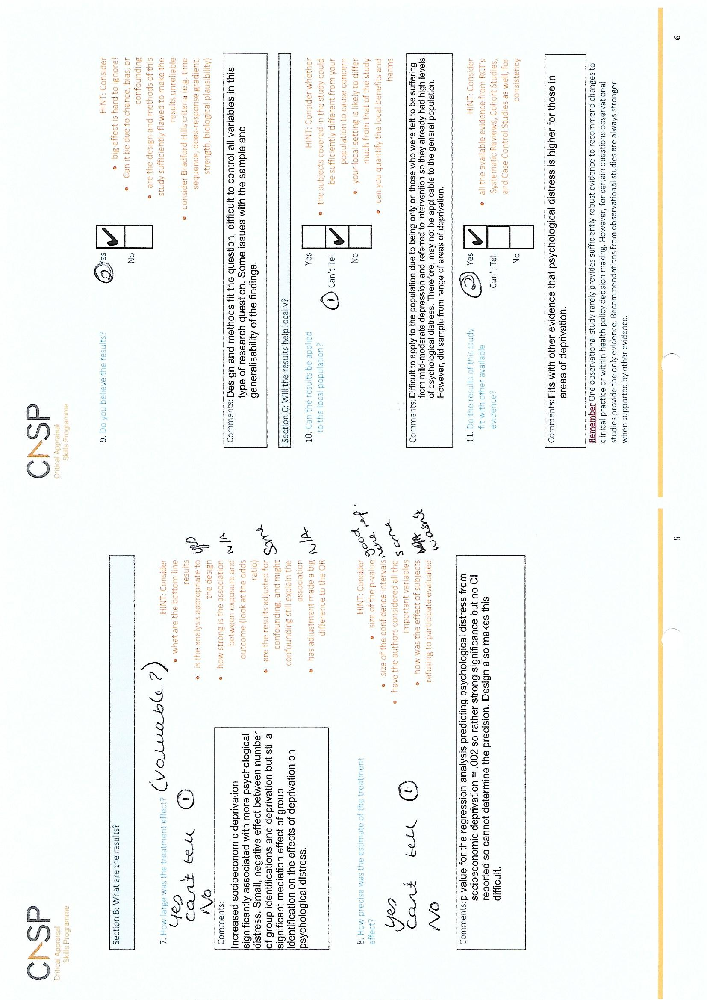 CASP
Critical Appraisal
Skills Programme
Section B: What are the results?
7. How large was the treatment effect? (valuable?)
Yes
can't tell ①
No
HINT: Consider
• what are the bottom line
results
• is the analysis appropriate to
the design
yes
• how strong is the association
between exposure and
outcome (look at the odds
ratio)
N/A
• are the results adjusted for
confounding, and might
confounding still explain the
association
some
• has adjustment made a big
difference to the OR
N/A
Comments:
Increased socioeconomic deprivation
significantly associated with more psychological
distress. Small, negative effect between number
of group identifications and deprivation but still a
significant mediation effect of group
identification on the effects of deprivation on
psychological distress.
8. How precise was the estimate of the treatment
effect?
Yes
cant tell ①
No
HINT: Consider
• size of the p-value
good
• size of the confidence intervals
none rep.
• have the authors considered all the
important variables
some
• how was the effect of subjects
refusing to participate evaluated
wasn't
Comments:p value for the regression analysis predicting psychological distress from
socioeconomic deprivation = .002 so rather strong significance but no CI
reported so cannot determine the precision. Design also makes this
difficult.
5
CASP
Critical Appraisal
Skills Programme
9. Do you believe the results?
② Yes ✓
No
HINT: Consider
• big effect is hard to ignore!
• Can it be due to chance, bias, or
confounding
• are the design and methods of this
study sufficiently flawed to make the
results unreliable
• consider Bradford Hills criteria (e.g. time
sequence, does-response gradient,
strength, biological plausibility)
Comments:Design and methods fit the question, difficult to control all variables in this
type of research question. Some issues with the sample and
generalisability of the findings.
Section C: Will the results help locally?
10. Can the results be applied
to the local population?
Yes
① Can't Tell ✓
No
HINT: Consider whether
• the subjects covered in the study could
be sufficiently different from your
population to cause concern
• your local setting is likely to differ
much from that of the study
• can you quantify the local benefits and
harms
Comments:Difficult to apply to the population due to being only on those who were felt to be suffering
from mild-moderate depression and referred to intervention so they already had high levels
of psychological distress. Therefore, may not be applicable to the general population.
However, did sample from range of areas of deprivation.
11. Do the results of this study
fit with other available
evidence?
② Yes ✓
Can't Tell
No
HINT: Consider
• all the available evidence from RCT's
Systematic Reviews, Cohort Studies,
and Case Control Studies as well, for
consistency
Comments:Fits with other evidence that psychological distress is higher for those in
areas of deprivation.
Remember One observational study rarely provides sufficiently robust evidence to recommend changes to
clinical practice or within health policy decision making. However, for certain questions observational
studies provide the only evidence. Recommendations from observational studies are always stronger
when supported by other evidence.
6